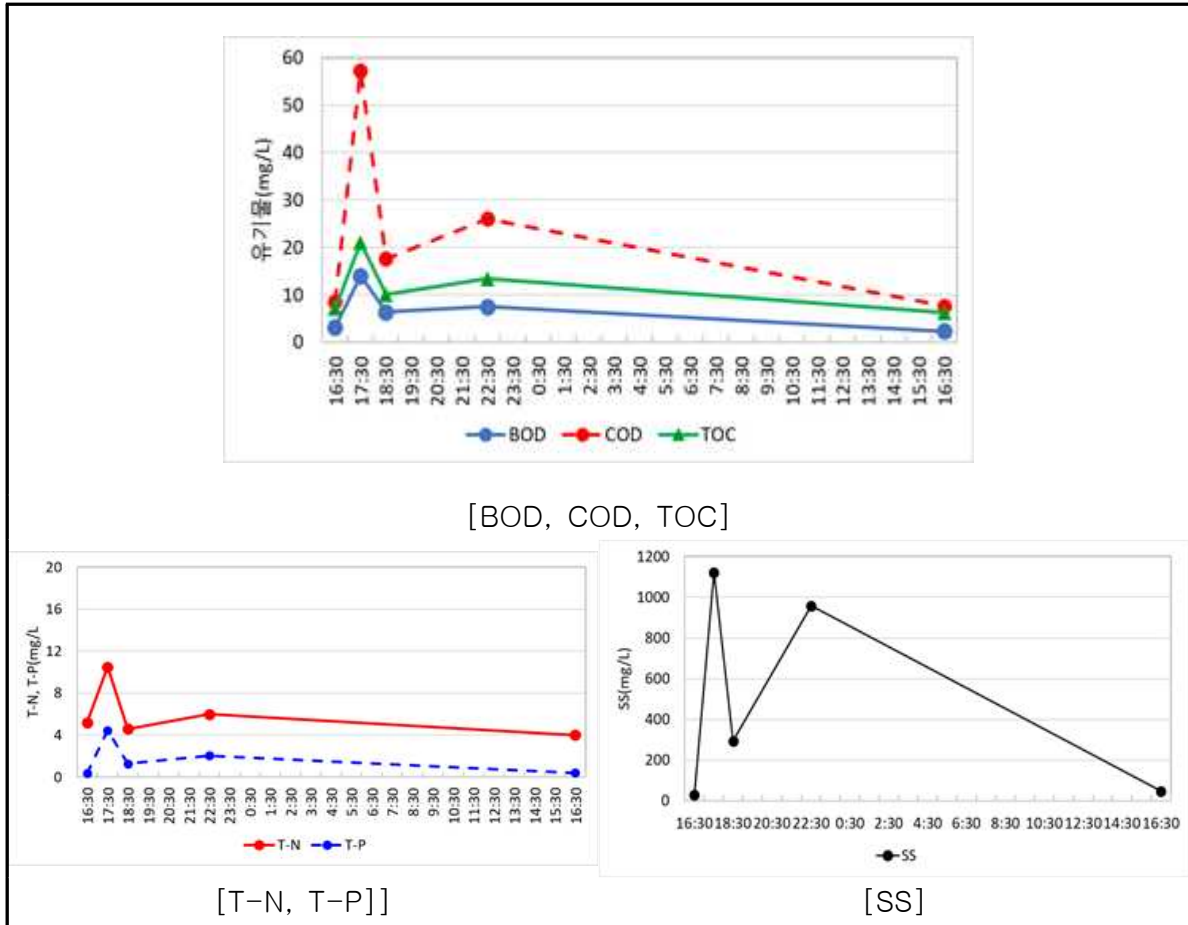 60
50
40
30
20
10
0
유기물(mg/L)
16:30 17:30 18:30 19:30 20:30 21:30 22:30 23:30 0:30 1:30 2:30 3:30 4:30 5:30 6:30 7:30 8:30 9:30 10:30 11:30 12:30 13:30 14:30 15:30 16:30
BOD COD TOC
[BOD, COD, TOC]
20
16
12
8
4
0
T-N, T-P(mg/L
16:30 17:30 18:30 19:30 20:30 21:30 22:30 23:30 0:30 1:30 2:30 3:30 4:30 5:30 6:30 7:30 8:30 9:30 10:30 11:30 12:30 13:30 14:30 15:30 16:30
T-N T-P
[T-N, T-P]]
1200
1000
800
600
400
200
0
SS(mg/L)
16:30 18:30 20:30 22:30 0:30 2:30 4:30 6:30 8:30 10:30 12:30 14:30 16:30
SS
[SS]